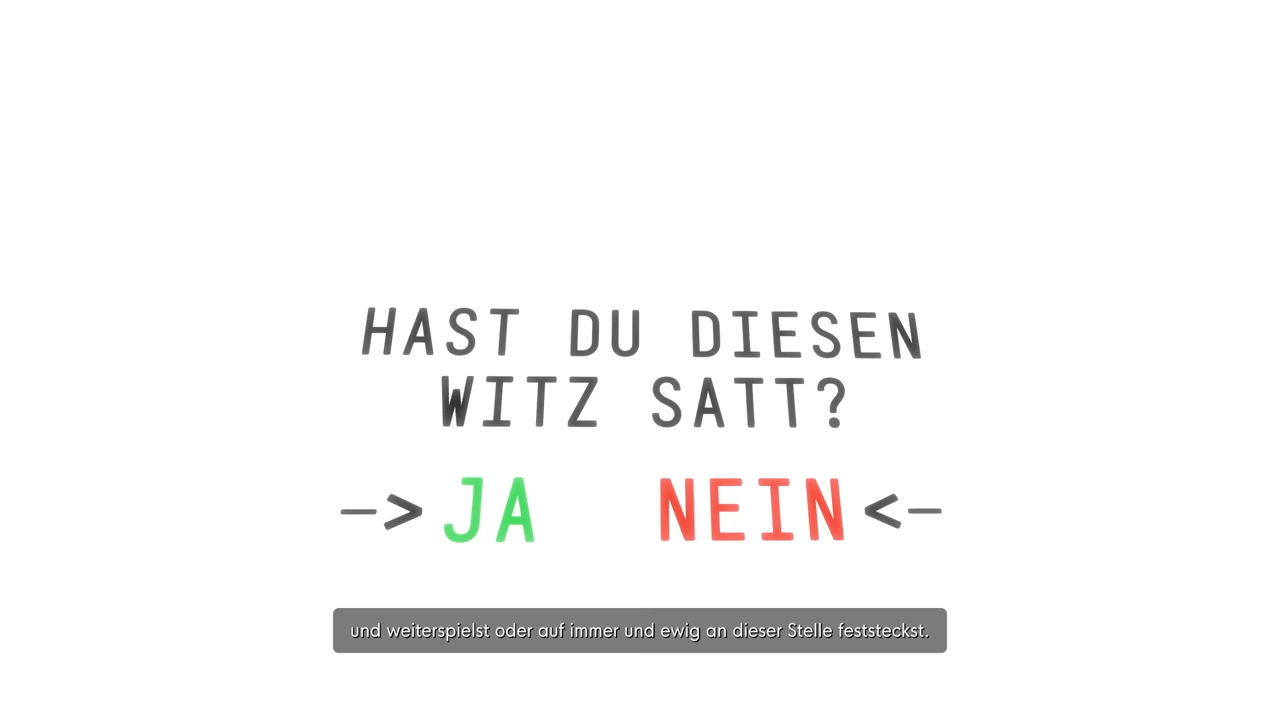 HAST DU DIESEN
WITZ SATT?
—> JA NEIN <—
und weiterspielst oder auf immer und ewig an dieser Stelle feststeckst.